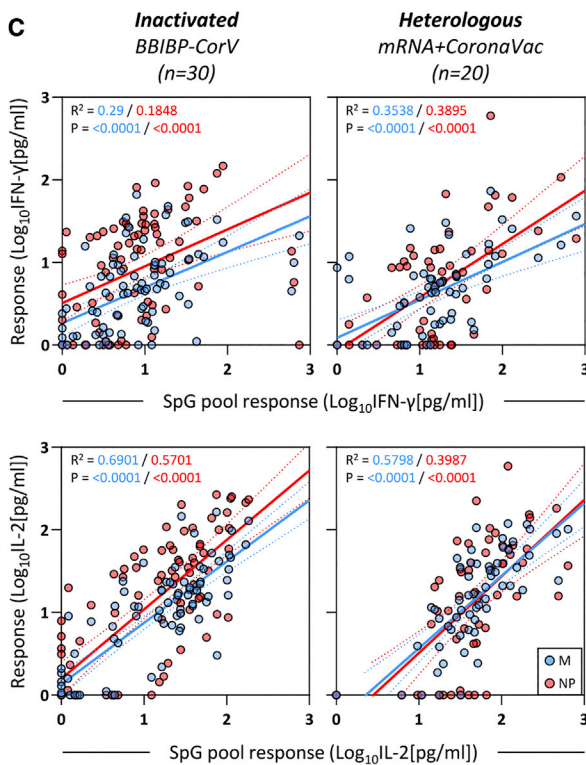 C
Inactivated
BBIBP-CorV
(n=30)
Heterologous
mRNA+CoronaVac
(n=20)
Response (Log10IFN-γ[pg/ml])
3
2
1
0
R² = 0.29 / 0.1848
P = <0.0001 / <0.0001
0 1 2 3
R² = 0.3538 / 0.3895
P = <0.0001 / <0.0001
0 1 2 3
SpG pool response (Log10IFN-γ[pg/ml])
Response (Log10IL-2[pg/ml])
3
2
1
0
R² = 0.6901 / 0.5701
P = <0.0001 / <0.0001
0 1 2 3
R² = 0.5798 / 0.3987
P = <0.0001 / <0.0001
M
NP
0 1 2 3
SpG pool response (Log10IL-2[pg/ml])